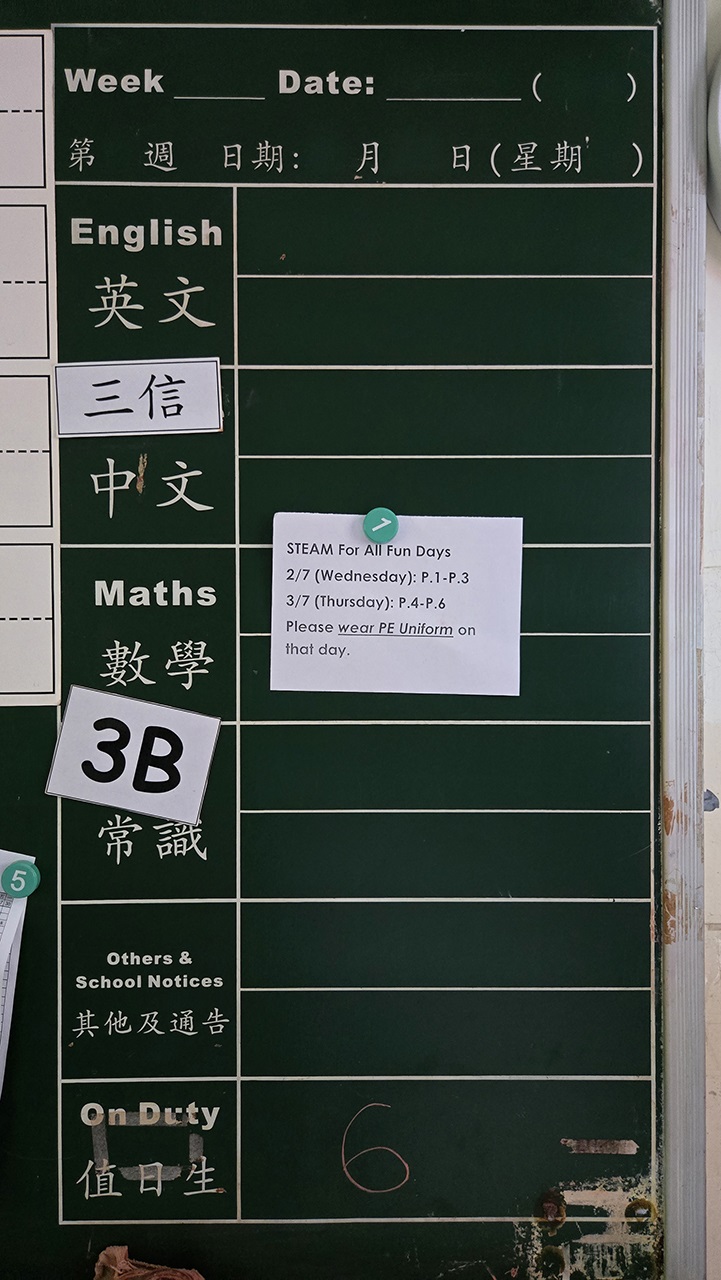 Week ____ Date: ________ ( )
第 週 日期: 月 日(星期 )
English
英文
三信
中文
STEAM For All Fun Days
2/7 (Wednesday): P.1-P.3
3/7 (Thursday): P.4-P.6
Please wear PE Uniform on
that day.
1
Maths
數學
3B
常識
5
Others &
School Notices
其他及通告
On Duty
值日生
6